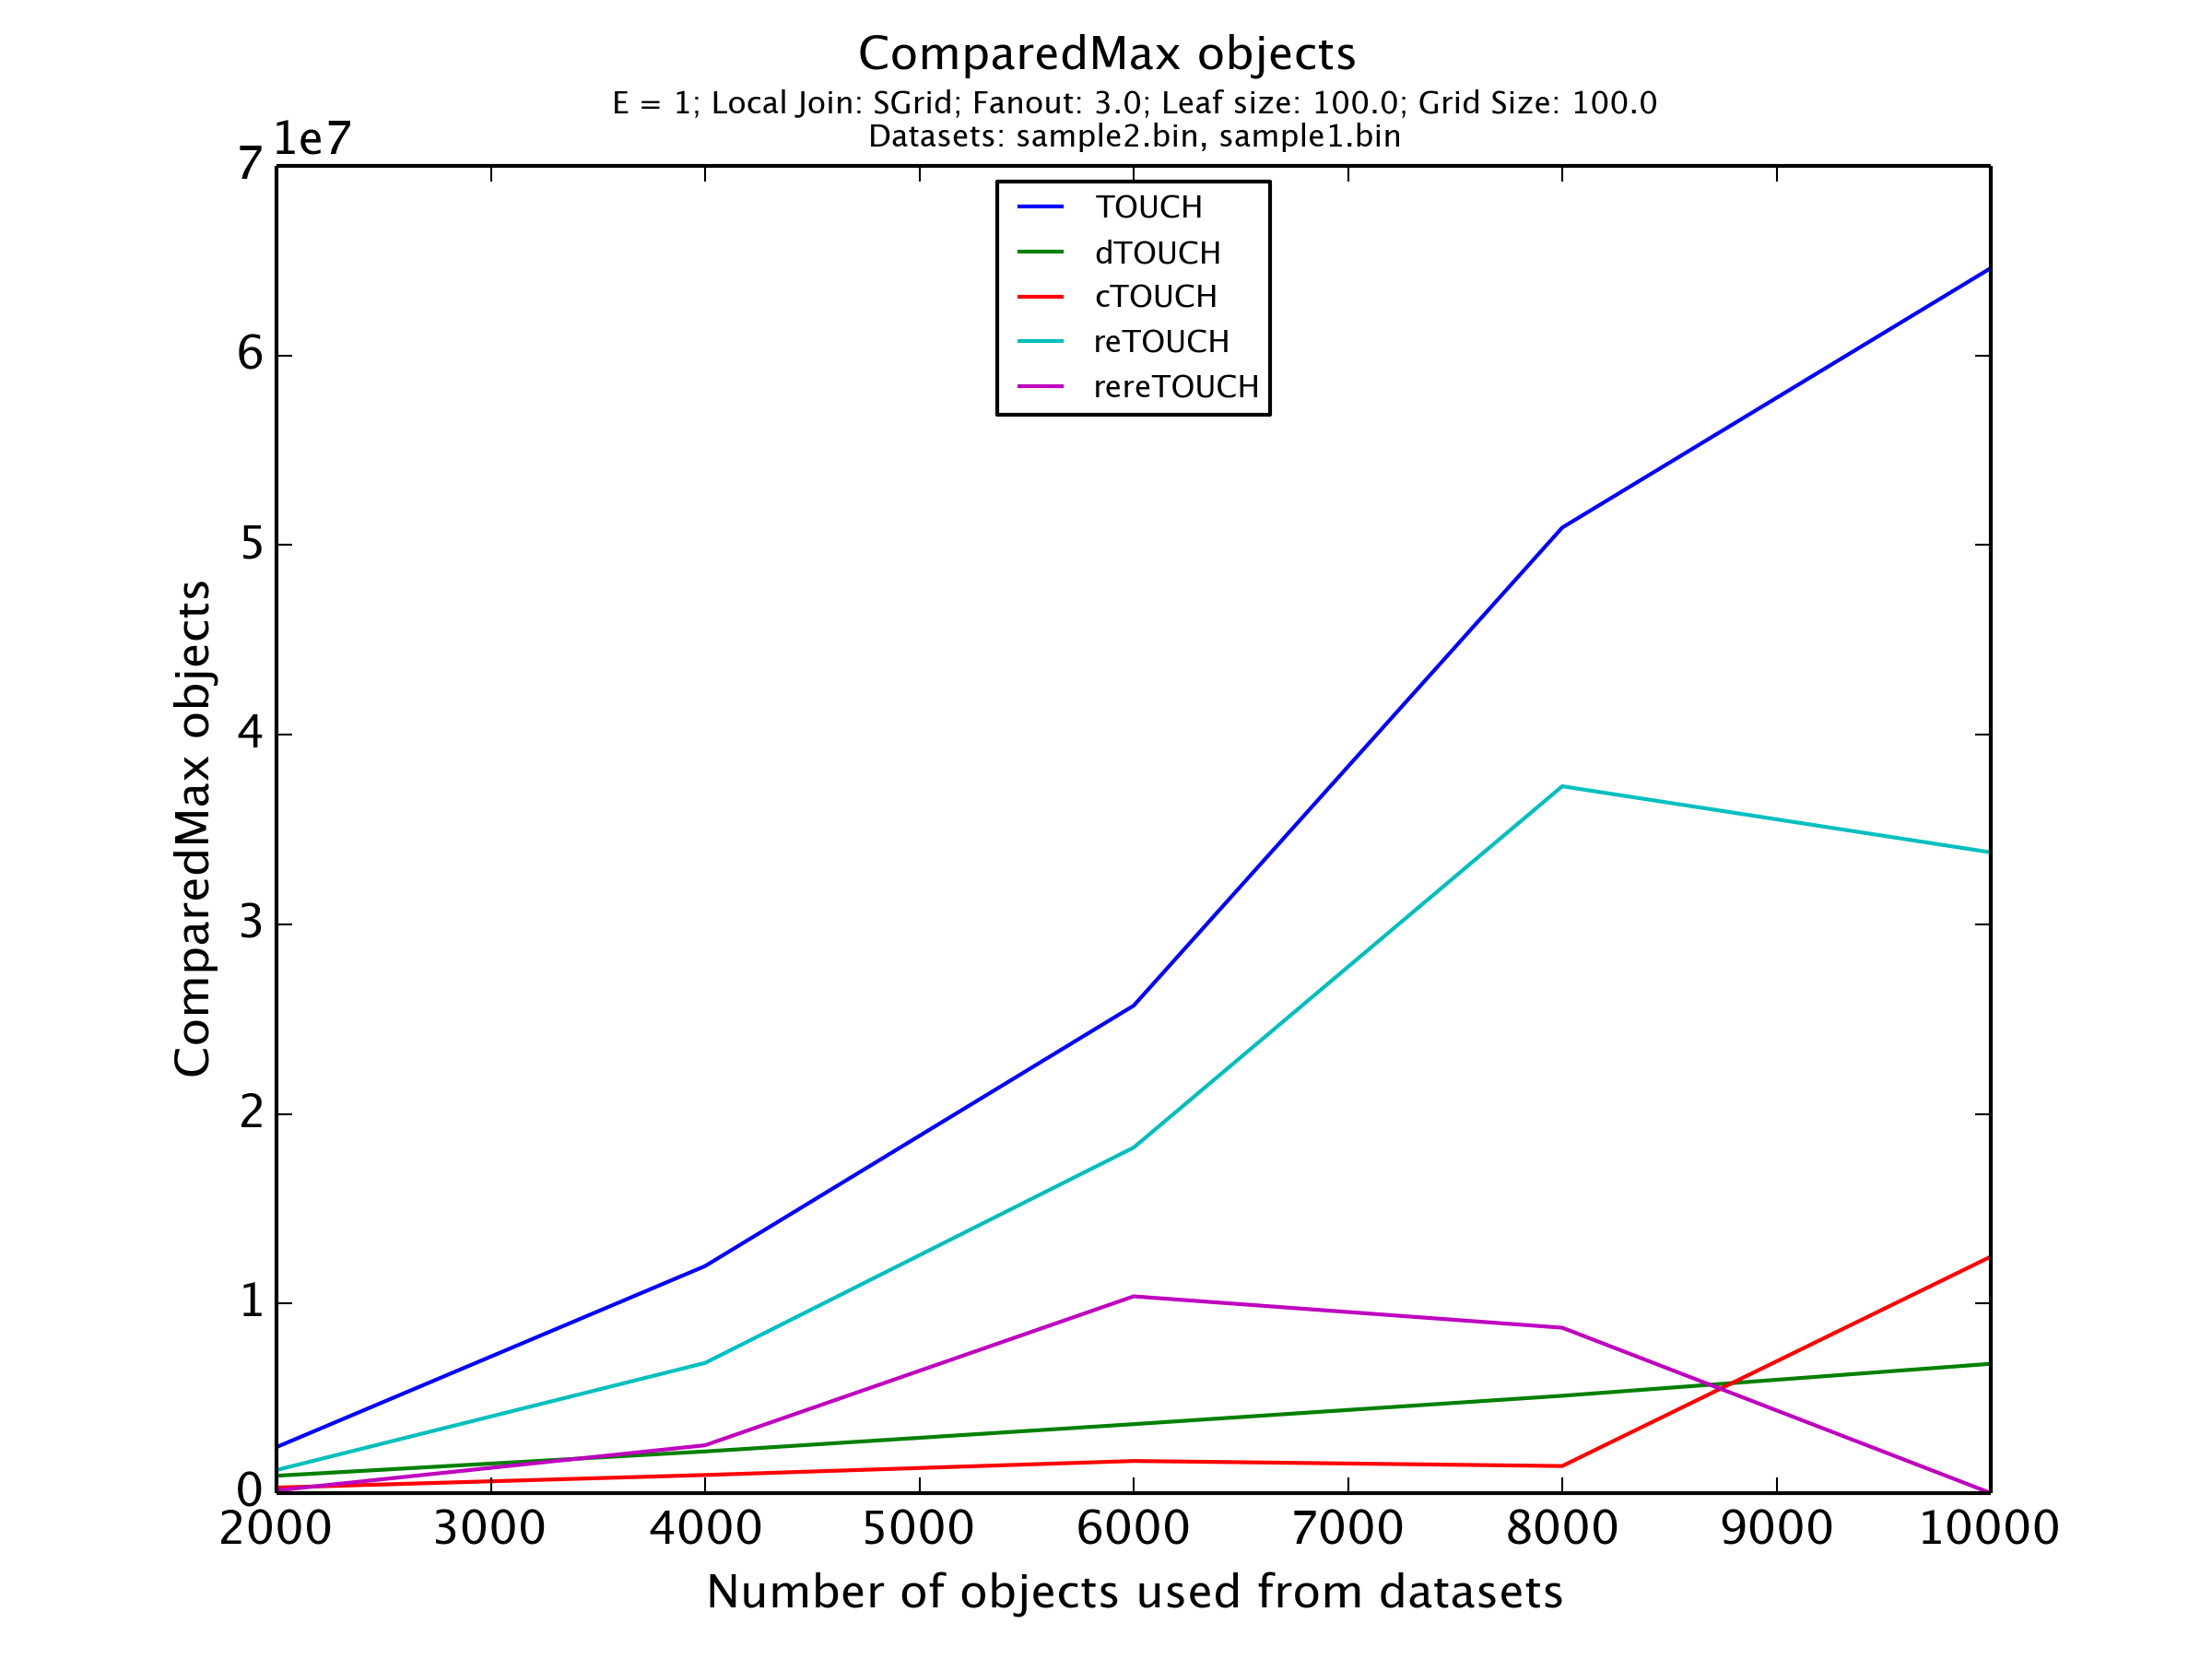 ComparedMax objects
E = 1; Local Join: SGrid; Fanout: 3.0; Leaf size: 100.0; Grid Size: 100.0
Datasets: sample2.bin, sample1.bin
1e7
7
6
5
4
3
2
1
0
ComparedMax objects
TOUCH
dTOUCH
cTOUCH
reTOUCH
rereTOUCH
2000 3000 4000 5000 6000 7000 8000 9000 10000
Number of objects used from datasets